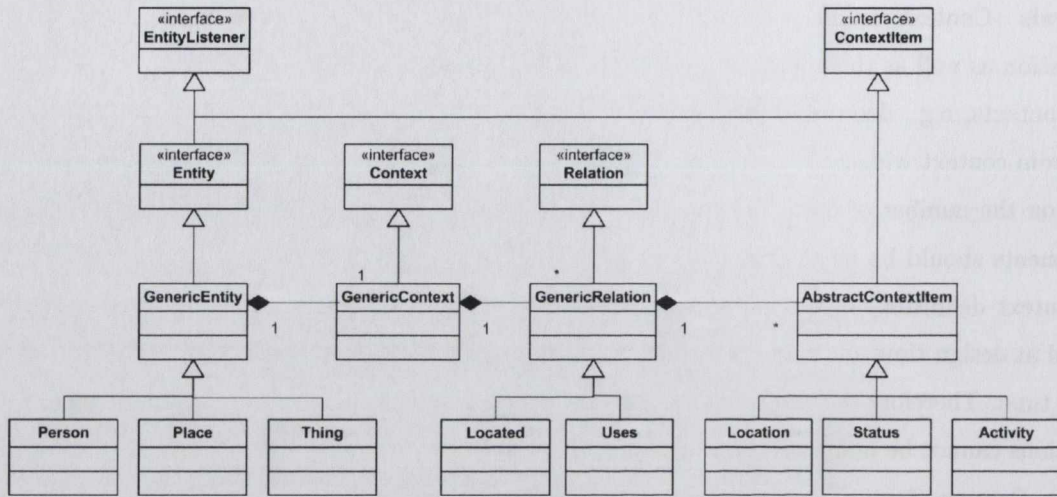 «interface»
EntityListener
«interface»
ContextItem
«interface»
Entity
«interface»
Context
«interface»
Relation
1
*
GenericEntity
GenericContext
GenericRelation
AbstractContextItem
1
1
1
*
Person
Place
Thing
Located
Uses
Location
Status
Activity